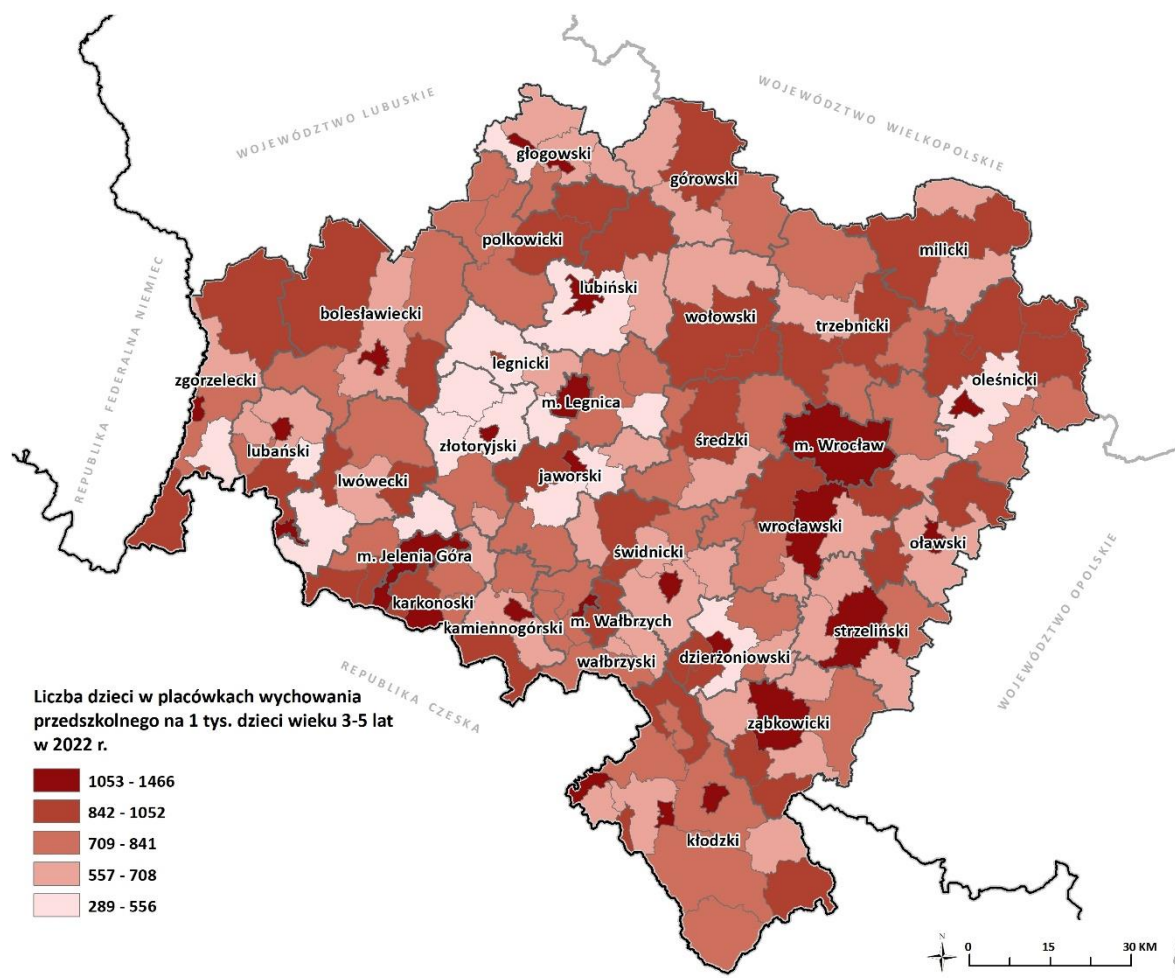 WOJEWÓDZTWO LUBUSKIE
WOJEWÓDZTWO WIELKOPOLSKIE
głogowski
górowski
polkowicki
milicki
REPUBLIKA FEDERALNA NIEMIEC
lubiński
bolesławiecki
wołowski
trzebnicki
legnicki
zgorzelecki
oleśnicki
m. Legnica
lubański
złotoryjski
średzki
m. Wrocław
lwówecki
jaworski
wrocławski
oławski
m. Jelenia Góra
świdnicki
karkonoski
kamiennogórski
m. Wałbrzych
strzeliński
wałbrzyski
dzierżoniowski
WOJEWÓDZTWO OPOLSKIE
REPUBLIKA CZESKA
ząbkowicki
kłodzki
Liczba dzieci w placówkach wychowania
przedszkolnego na 1 tys. dzieci wieku 3-5 lat
w 2022 r.
1053 - 1466
842 - 1052
709 - 841
557 - 708
289 - 556
N
0 15 30 KM